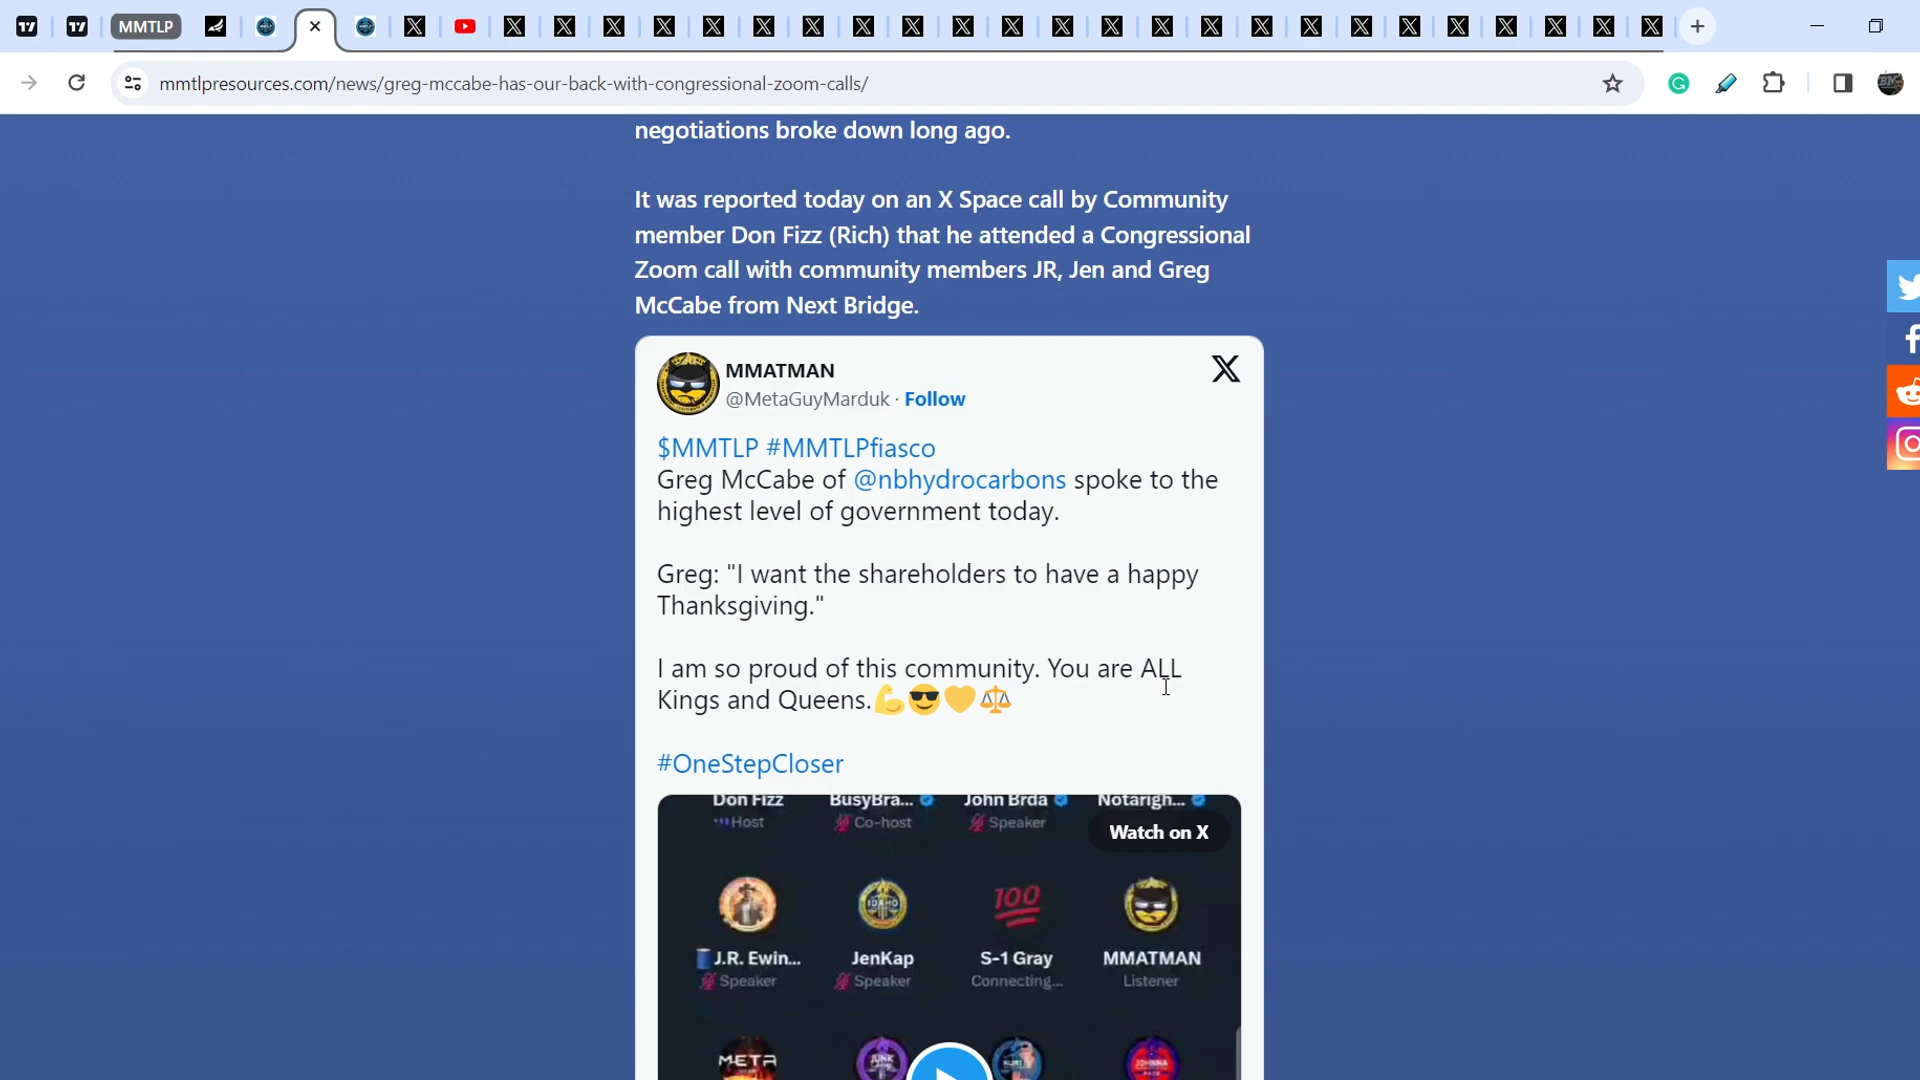 MMTLP
mmtlpresources.com/news/greg-mccabe-has-our-back-with-congressional-zoom-calls/
negotiations broke down long ago.
It was reported today on an X Space call by Community
member Don Fizz (Rich) that he attended a Congressional
Zoom call with community members JR, Jen and Greg
McCabe from Next Bridge.
MMATMAN
@MetaGuyMarduk · Follow
$MMTLP #MMTLPfiasco
Greg McCabe of @nbhydrocarbons spoke to the
highest level of government today.
Greg: "I want the shareholders to have a happy
Thanksgiving."
I am so proud of this community. You are ALL
Kings and Queens.💪😎💛⚖️
#OneStepCloser
Don Fizz BusyBra... John Brda Notarigh...
Host Co-host Speaker
Watch on X
IDAHO
100
J.R. Ewin... JenKap S-1 Gray MMATMAN
Speaker Speaker Connecting... Listener
META